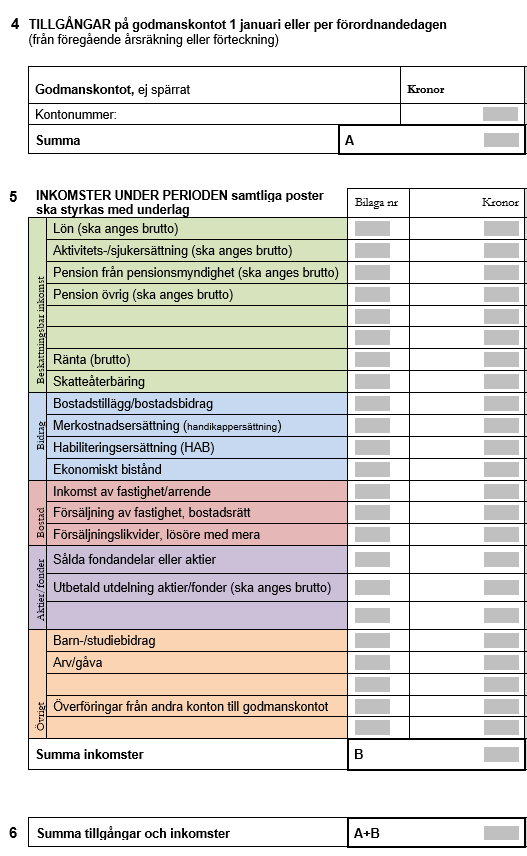 4 TILLGÅNGAR på godmanskontot 1 januari eller per förordnandedagen
(från föregående årsräkning eller förteckning)
Godmanskontot, ej spärrat Kronor
Kontonummer:
Summa A
5 INKOMSTER UNDER PERIODEN samtliga poster
ska styrkas med underlag Bilaga nr Kronor
Beskattningsbar inkomst
Lön (ska anges brutto)
Aktivitets-/sjukersättning (ska anges brutto)
Pension från pensionsmyndighet (ska anges brutto)
Pension övrig (ska anges brutto)
Ränta (brutto)
Skatteåterbäring
Bidrag
Bostadstillägg/bostadsbidrag
Merkostnadsersättning (handikappersättning)
Habiliteringsersättning (HAB)
Ekonomiskt bistånd
Bostad
Inkomst av fastighet/arrende
Försäljning av fastighet, bostadsrätt
Försäljningslikvider, lösöre med mera
Aktier/fonder
Sålda fondandelar eller aktier
Utbetald utdelning aktier/fonder (ska anges brutto)
Övrigt
Barn-/studiebidrag
Arv/gåva
Överföringar från andra konton till godmanskontot
Summa inkomster B
6 Summa tillgångar och inkomster A+B